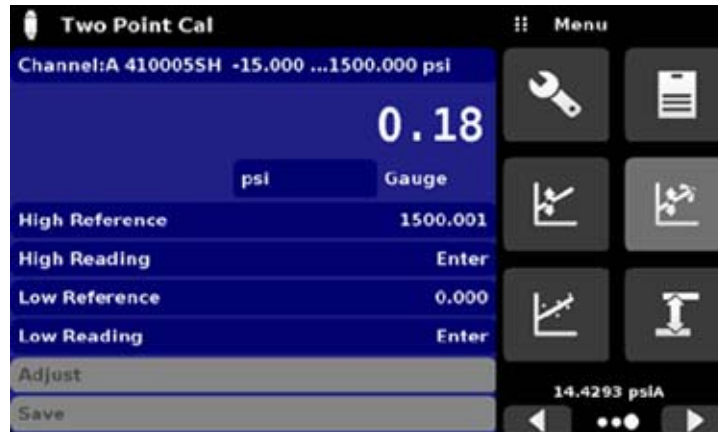 Two Point Cal
Menu
Channel:A 410005SH -15.000 ...1500.000 psi
0.18
psi Gauge
High Reference 1500.001
High Reading Enter
Low Reference 0.000
Low Reading Enter
Adjust
Save
14.4293 psiA